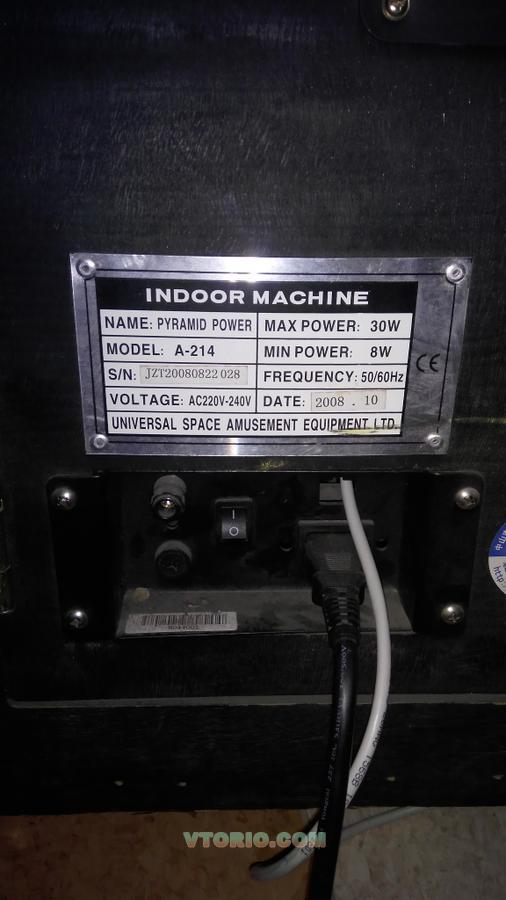 INDOOR MACHINE
NAME: PYRAMID POWER
MAX POWER: 30W
MODEL: A-214
MIN POWER: 8W
S/N: JZT20080822 028
FREQUENCY: 50/60Hz
VOLTAGE: AC220V-240V
DATE: 2008 . 10
CE
UNIVERSAL SPACE AMUSEMENT EQUIPMENT LTD.
I
O
http:
VTORIO.COM